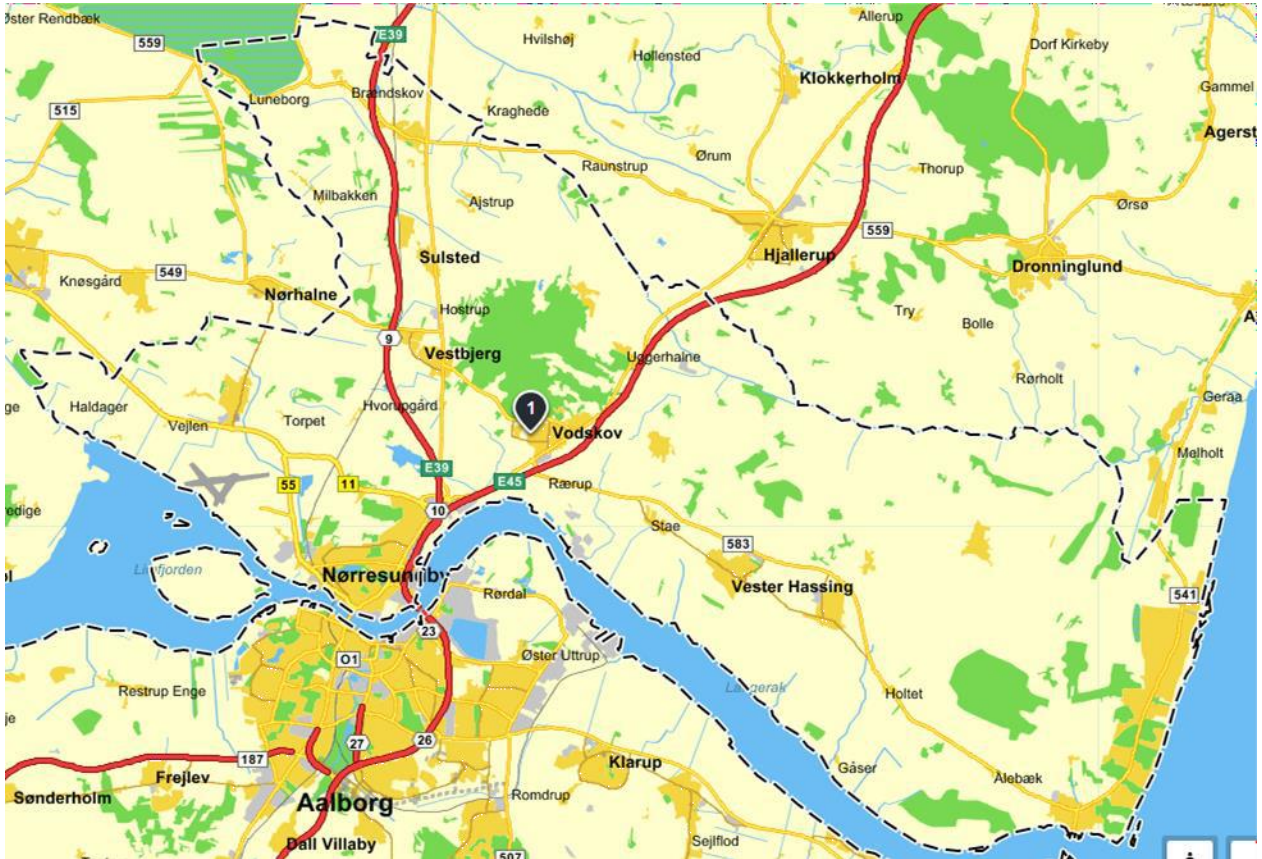 Øster Rendbæk
Allerup
559
E39
Hvilshøj
Hollensted
Dorf Kirkeby
Klokkerholm
Gammel
Luneborg
Brændskov
515
Kraghede
Agerst
Ørum
Raunstrup
Thorup
Milbakken
Ajstrup
Ørsø
559
Sulsted
Hjallerup
Dronninglund
Knøsgård
549
Nørhalne
Hostrup
Try
Bolle
9
Vestbjerg
Uggerhalne
Rørholt
Geraa
Haldager
Hvorupgård
1
Vejlen
Torpet
Vodskov
Melholt
E39
55
11
E45
Rærup
10
Stae
583
Limfjorden
Nørresundby
Vester Hassing
Rørdal
541
23
O1
Øster Uttrup
Langerak
Restrup Enge
Holtet
27
26
187
Klarup
Gåser
Frejlev
Ålebæk
Sønderholm
Aalborg
Romdrup
Dall Villaby
Sejlflod
507